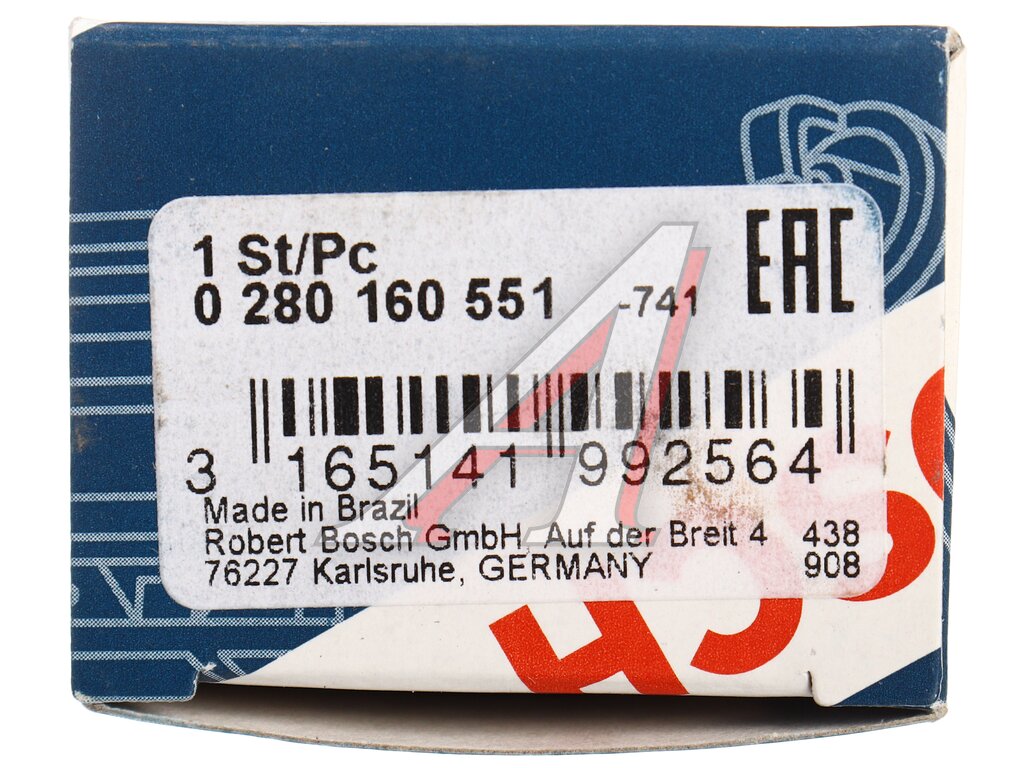 1 St/Pc
0 280 160 551 -741
EAC
3 165141 992564
Made in Brazil
Robert Bosch GmbH, Auf der Breit 4 438
76227 Karlsruhe, GERMANY 908